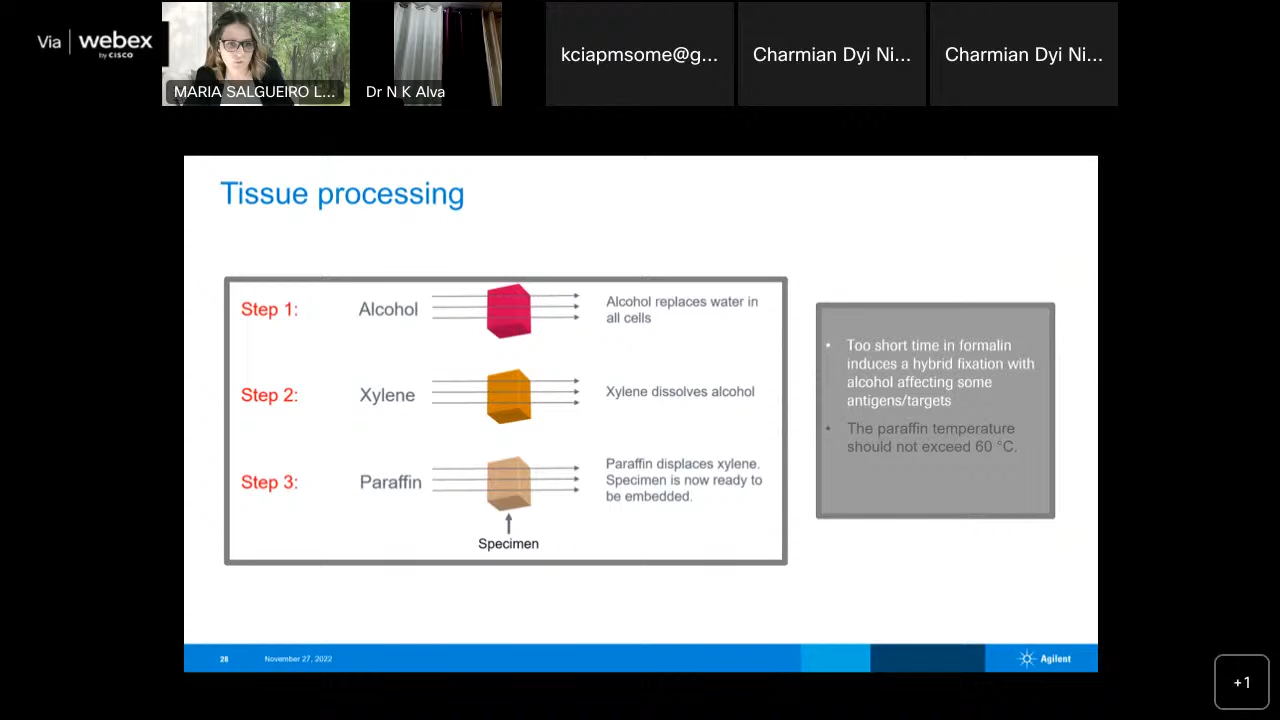 Via | webex
by CISCO
MARIA SALGUEIRO L...
Dr N K Alva
kciapmsome@g...
Charmian Dyi Ni...
Charmian Dyi Ni...
Tissue processing
Step 1:
Alcohol
Alcohol replaces water in
all cells
Step 2:
Xylene
Xylene dissolves alcohol
Step 3:
Paraffin
Paraffin displaces xylene.
Specimen is now ready to
be embedded.
Specimen
• Too short time in formalin
induces a hybrid fixation with
alcohol affecting some
antigens/targets
• The paraffin temperature
should not exceed 60 °C.
28
November 27, 2022
Agilent
+1